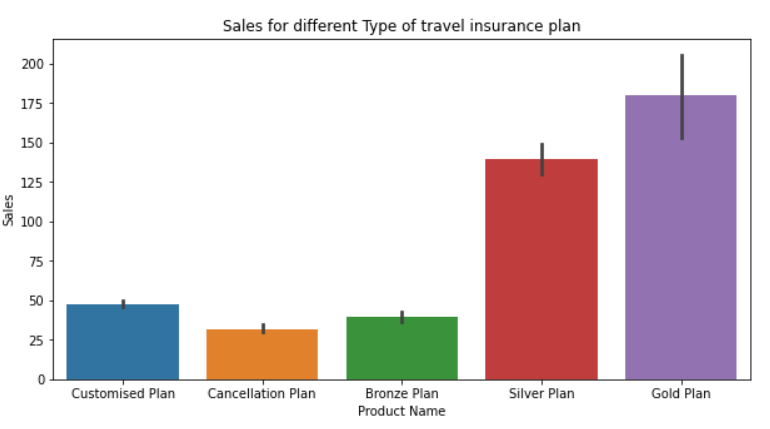 Sales for different Type of travel insurance plan
200
175
150
125
100
75
50
25
0
Sales
Customised Plan Cancellation Plan Bronze Plan Silver Plan Gold Plan
Product Name